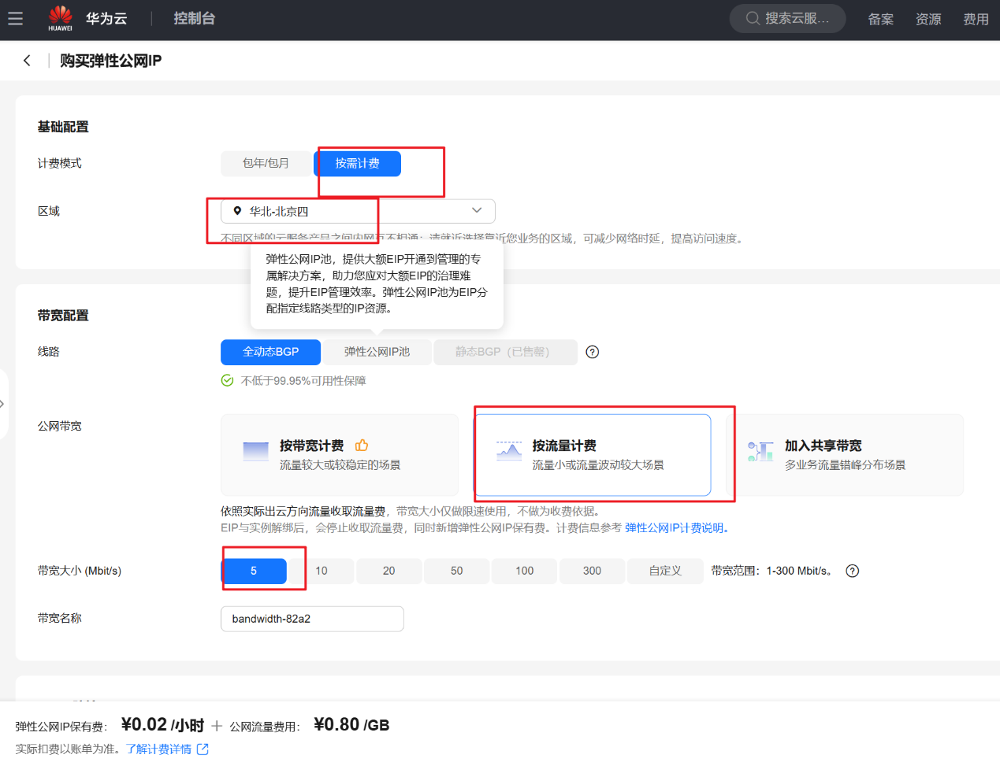 HUAWEI
华为云
控制台
搜索云服...
备案
资源
费用
购买弹性公网IP
基础配置
计费模式
包年/包月
按需计费
区域
华北-北京四
不同区域的云服务产品之间内网互不相通；请就近选择靠近您业务的区域，可减少网络时延，提高访问速度。
弹性公网IP池，提供大额EIP开通到管理的专
属解决方案，助力您应对大额EIP的治理难
题，提升EIP管理效率。弹性公网IP池为EIP分
配指定线路类型的IP资源。
带宽配置
线路
全动态BGP
弹性公网IP池
静态BGP（已售罄）
不低于99.95%可用性保障
公网带宽
按带宽计费
流量较大或较稳定的场景
按流量计费
流量小或流量波动较大场景
加入共享带宽
多业务流量错峰分布场景
依照实际出云方向流量收取流量费，带宽大小仅做限速使用，不做为收费依据。
EIP与实例解绑后，会停止收取流量费，同时新增弹性公网IP保有费。计费信息参考 弹性公网IP计费说明。
带宽大小 (Mbit/s)
5
10
20
50
100
300
自定义
带宽范围：1-300 Mbit/s。
带宽名称
bandwidth-82a2
弹性公网IP保有费： ¥0.02 /小时 + 公网流量费用： ¥0.80 /GB
实际扣费以账单为准。了解计费详情